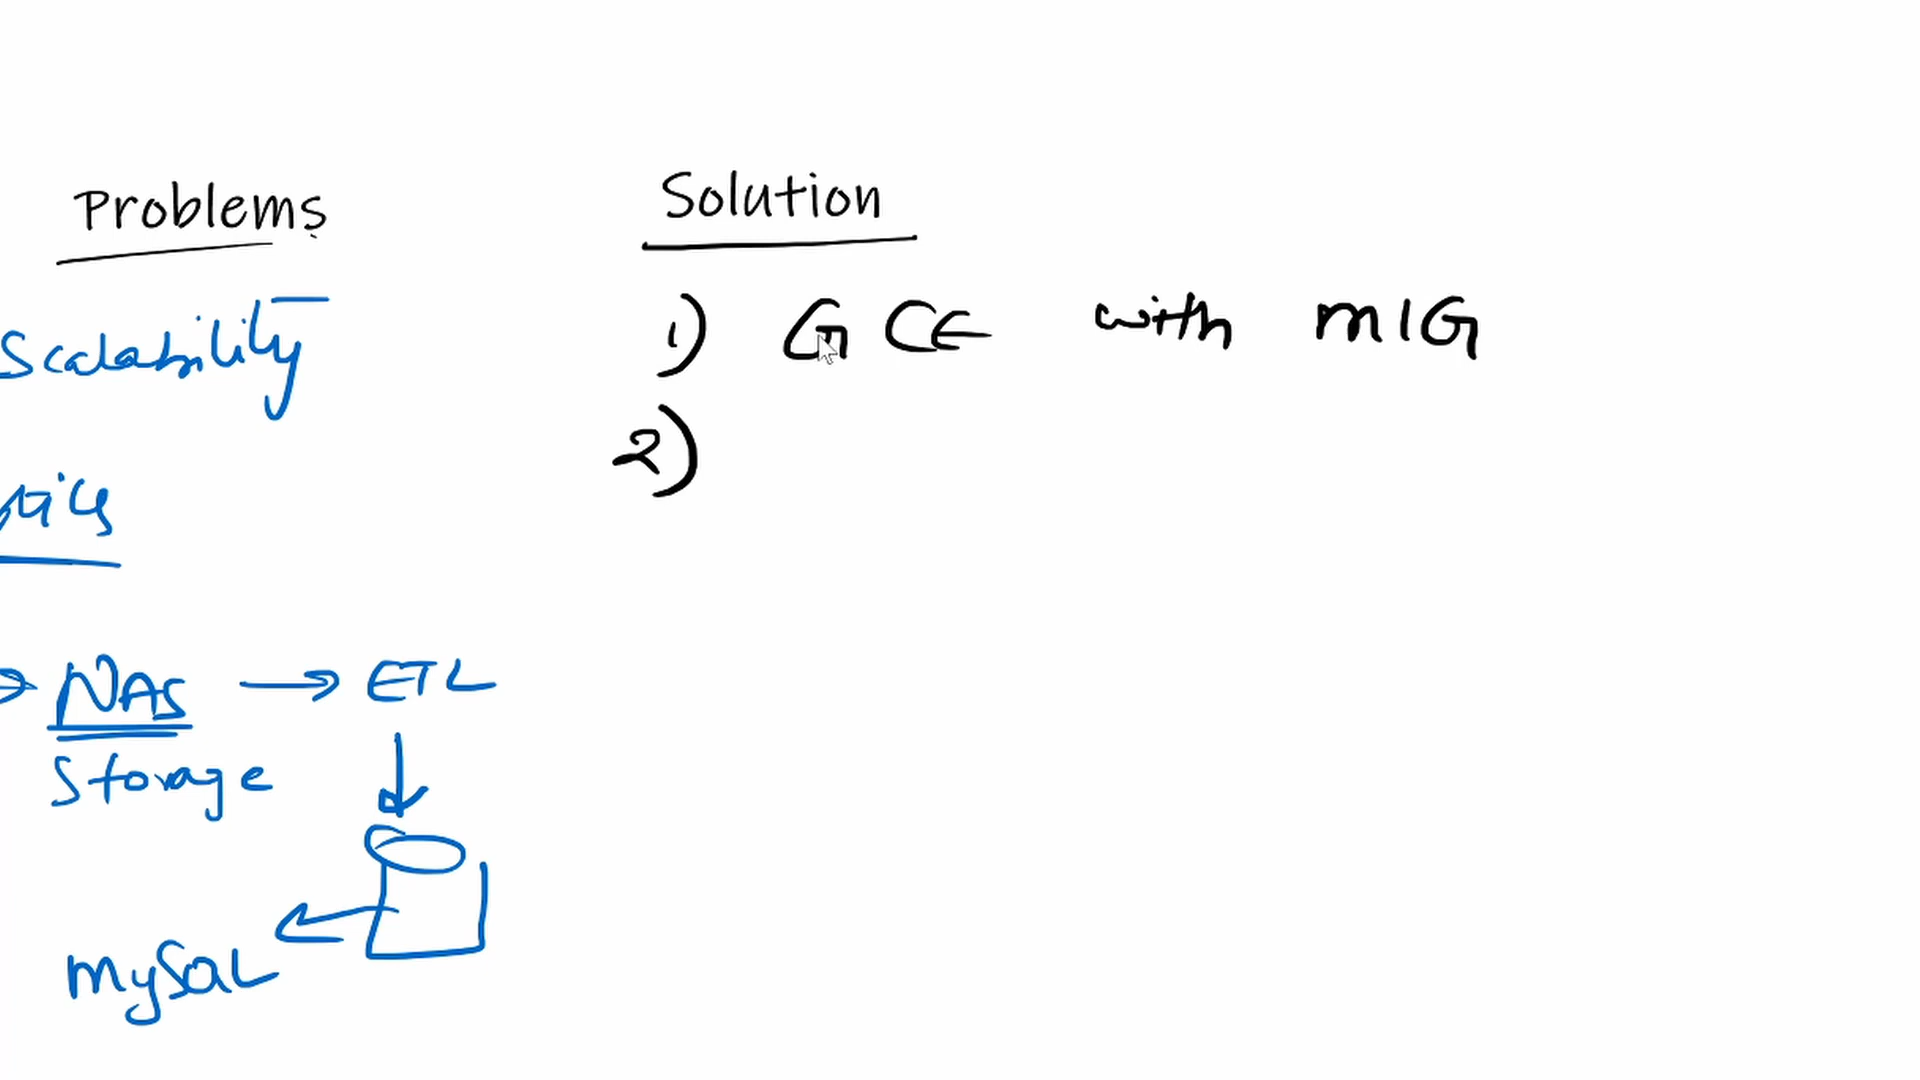 Problems
Scalability
NAS → ETL
Storage
MySQL
Solution
1) GCE with MIG
2)